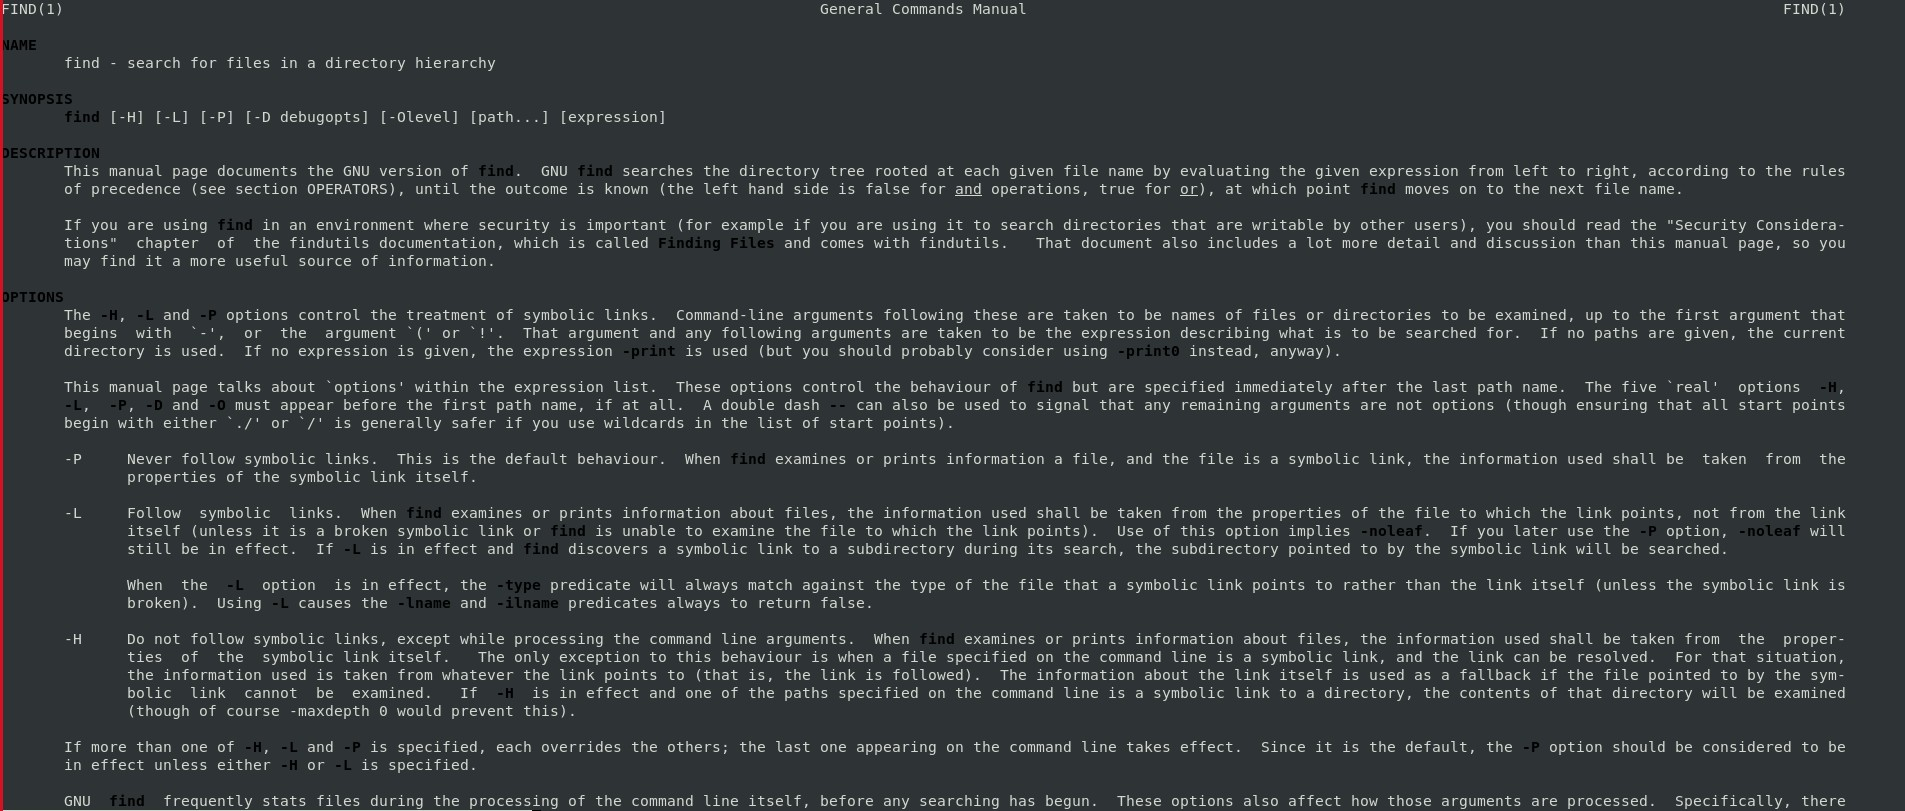 FIND(1) General Commands Manual FIND(1)
NAME
find - search for files in a directory hierarchy
SYNOPSIS
find [-H] [-L] [-P] [-D debugopts] [-Olevel] [path...] [expression]
DESCRIPTION
This manual page documents the GNU version of find. GNU find searches the directory tree rooted at each given file name by evaluating the given expression from left to right, according to the rules
of precedence (see section OPERATORS), until the outcome is known (the left hand side is false for and operations, true for or), at which point find moves on to the next file name.
If you are using find in an environment where security is important (for example if you are using it to search directories that are writable by other users), you should read the "Security Considera-
tions" chapter of the findutils documentation, which is called Finding Files and comes with findutils. That document also includes a lot more detail and discussion than this manual page, so you
may find it a more useful source of information.
OPTIONS
The -H, -L and -P options control the treatment of symbolic links. Command-line arguments following these are taken to be names of files or directories to be examined, up to the first argument that
begins with `-', or the argument `(' or `!'. That argument and any following arguments are taken to be the expression describing what is to be searched for. If no paths are given, the current
directory is used. If no expression is given, the expression -print is used (but you should probably consider using -print0 instead, anyway).
This manual page talks about `options' within the expression list. These options control the behaviour of find but are specified immediately after the last path name. The five `real' options -H,
-L, -P, -D and -O must appear before the first path name, if at all. A double dash -- can also be used to signal that any remaining arguments are not options (though ensuring that all start points
begin with either `./' or `/' is generally safer if you use wildcards in the list of start points).
-P Never follow symbolic links. This is the default behaviour. When find examines or prints information a file, and the file is a symbolic link, the information used shall be taken from the
properties of the symbolic link itself.
-L Follow symbolic links. When find examines or prints information about files, the information used shall be taken from the properties of the file to which the link points, not from the link
itself (unless it is a broken symbolic link or find is unable to examine the file to which the link points). Use of this option implies -noleaf. If you later use the -P option, -noleaf will
still be in effect. If -L is in effect and find discovers a symbolic link to a subdirectory during its search, the subdirectory pointed to by the symbolic link will be searched.
When the -L option is in effect, the -type predicate will always match against the type of the file that a symbolic link points to rather than the link itself (unless the symbolic link is
broken). Using -L causes the -lname and -ilname predicates always to return false.
-H Do not follow symbolic links, except while processing the command line arguments. When find examines or prints information about files, the information used shall be taken from the proper-
ties of the symbolic link itself. The only exception to this behaviour is when a file specified on the command line is a symbolic link, and the link can be resolved. For that situation,
the information used is taken from whatever the link points to (that is, the link is followed). The information about the link itself is used as a fallback if the file pointed to by the sym-
bolic link cannot be examined. If -H is in effect and one of the paths specified on the command line is a symbolic link to a directory, the contents of that directory will be examined
(though of course -maxdepth 0 would prevent this).
If more than one of -H, -L and -P is specified, each overrides the others; the last one appearing on the command line takes effect. Since it is the default, the -P option should be considered to be
in effect unless either -H or -L is specified.
GNU find frequently stats files during the processing of the command line itself, before any searching has begun. These options also affect how those arguments are processed. Specifically, there